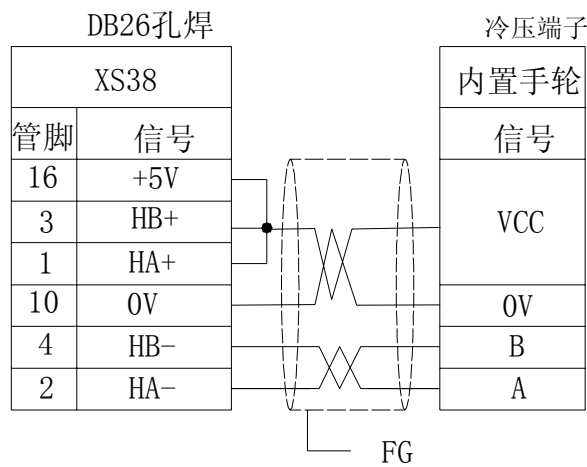 DB26孔焊
冷压端子
XS38
内置手轮
管脚 信号
信号
16 +5V
3 HB+
VCC
1 HA+
10 0V
0V
4 HB-
B
2 HA-
A
FG